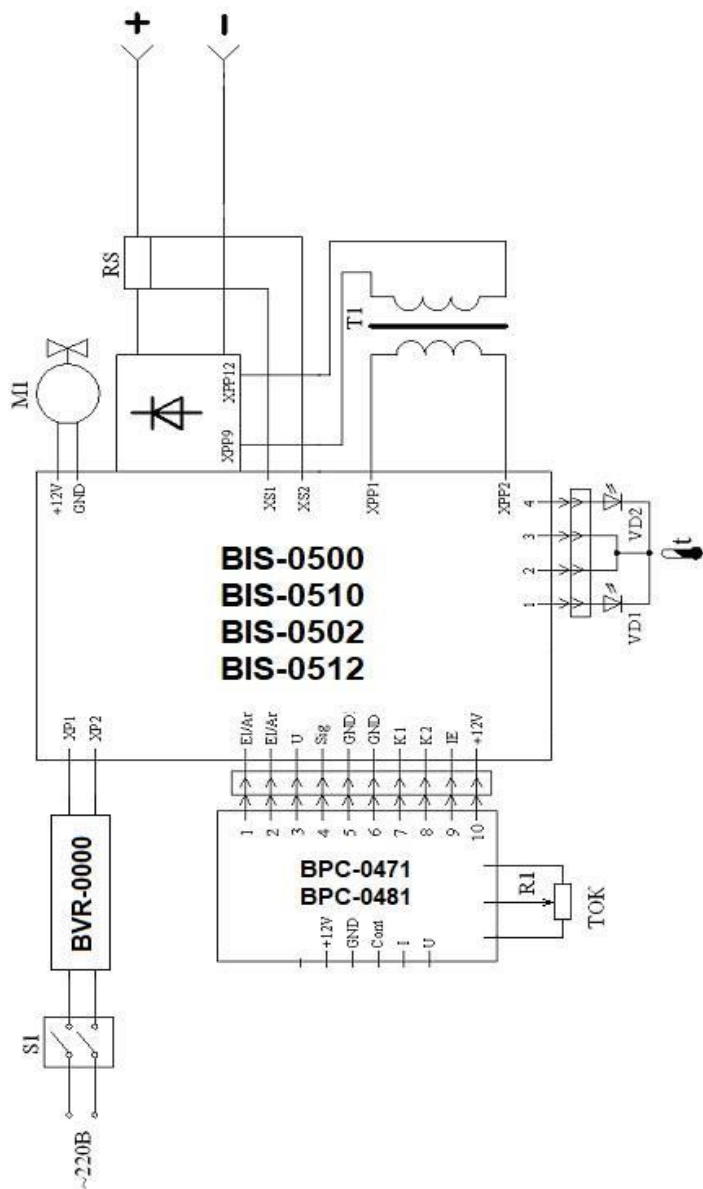 +
-
M1
RS
T1
XPP12
XPP9
+12V
GND
XS1
XS2
XPP1
XPP2
BIS-0500
BIS-0510
BIS-0502
BIS-0512
4
3
2
1
VD2
VD1
t
XP1
XP2
El/Ar
El/Ar
U
Sig
GND
GND
K1
K2
IE
+12V
1
2
3
4
5
6
7
8
9
10
BPC-0471
BPC-0481
+12V
GND
Cont
I
U
R1
ТОК
BVR-0000
S1
~220В